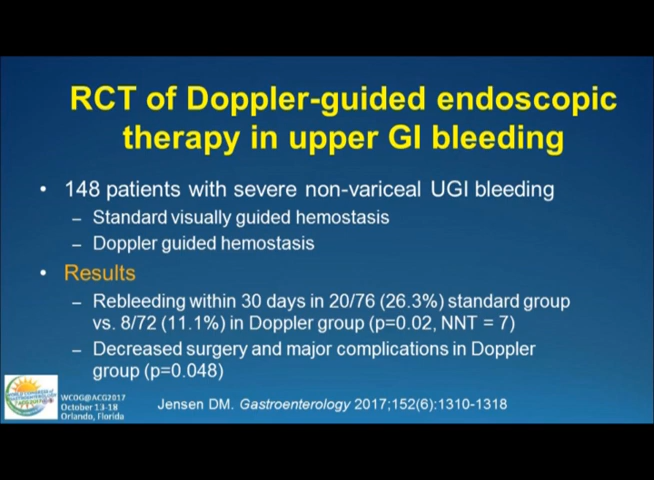 RCT of Doppler-guided endoscopic
therapy in upper GI bleeding
• 148 patients with severe non-variceal UGI bleeding
– Standard visually guided hemostasis
– Doppler guided hemostasis
• Results
– Rebleeding within 30 days in 20/76 (26.3%) standard group
vs. 8/72 (11.1%) in Doppler group (p=0.02, NNT = 7)
– Decreased surgery and major complications in Doppler
group (p=0.048)
WCOG@ACG2017
October 13-18
Orlando, Florida
Jensen DM. Gastroenterology 2017;152(6):1310-1318